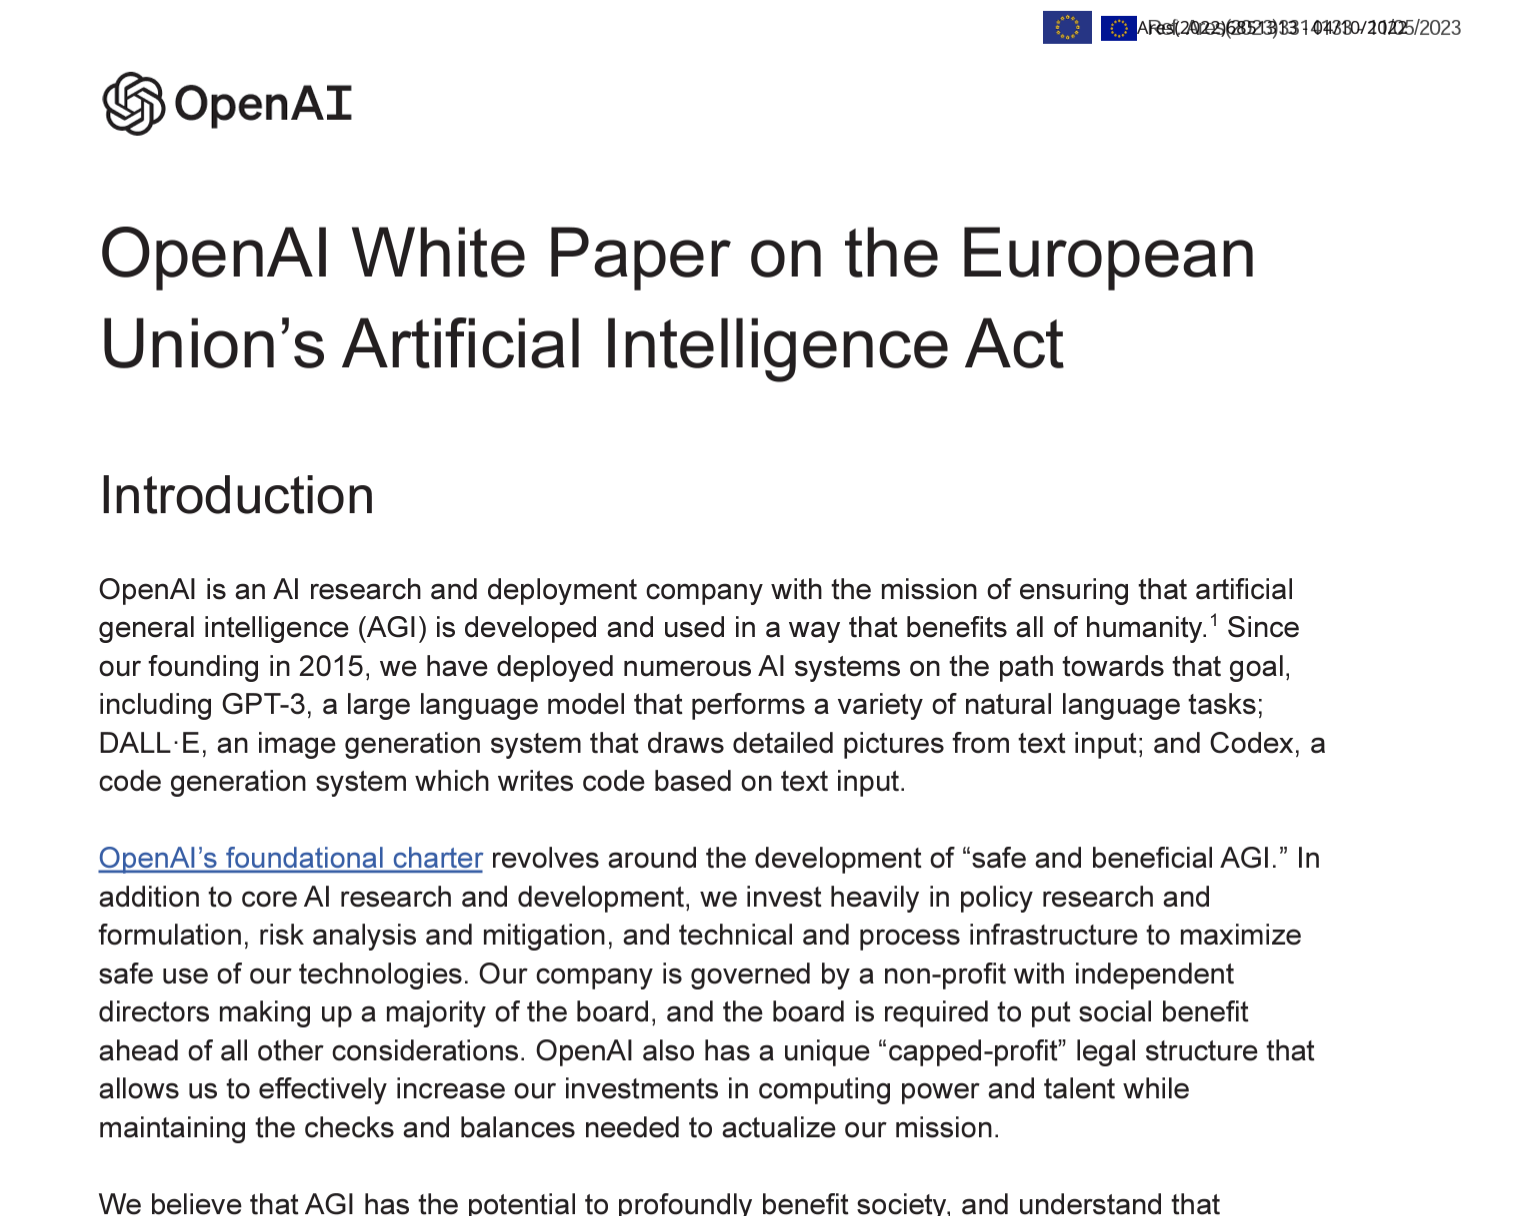 Ares(2022)6851313 - 04/10/2022
Ref. Ares(2023)3311133 - 11/05/2023
OpenAI
OpenAI White Paper on the European
Union’s Artificial Intelligence Act
Introduction
OpenAI is an AI research and deployment company with the mission of ensuring that artificial
general intelligence (AGI) is developed and used in a way that benefits all of humanity.¹ Since
our founding in 2015, we have deployed numerous AI systems on the path towards that goal,
including GPT-3, a large language model that performs a variety of natural language tasks;
DALL·E, an image generation system that draws detailed pictures from text input; and Codex, a
code generation system which writes code based on text input.
OpenAI’s foundational charter revolves around the development of “safe and beneficial AGI.” In
addition to core AI research and development, we invest heavily in policy research and
formulation, risk analysis and mitigation, and technical and process infrastructure to maximize
safe use of our technologies. Our company is governed by a non-profit with independent
directors making up a majority of the board, and the board is required to put social benefit
ahead of all other considerations. OpenAI also has a unique “capped-profit” legal structure that
allows us to effectively increase our investments in computing power and talent while
maintaining the checks and balances needed to actualize our mission.
We believe that AGI has the potential to profoundly benefit society, and understand that